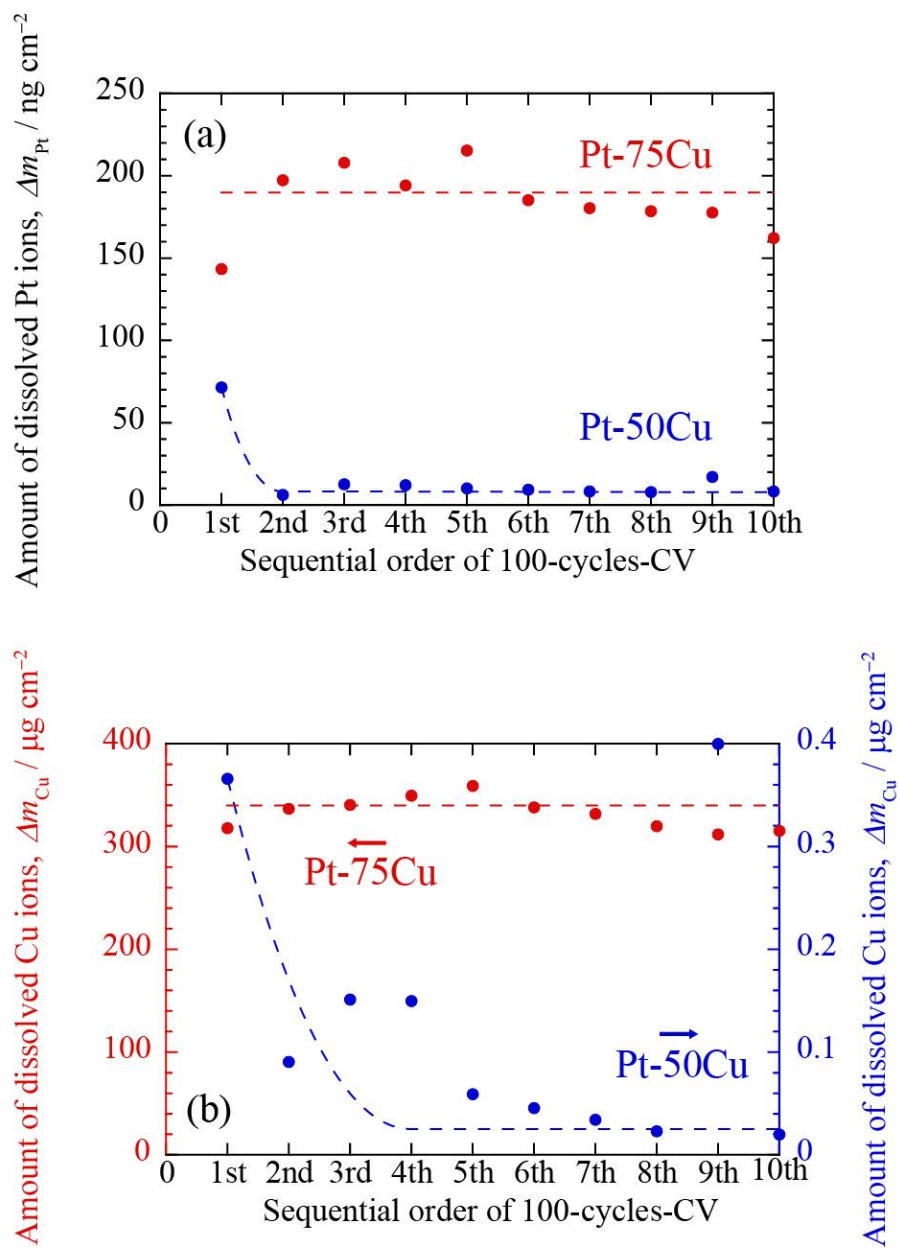 Amount of dissolved Pt ions, Δm_Pt / ng cm⁻²
250
200
150
100
50
0
(a)
Pt-75Cu
Pt-50Cu
0 1st 2nd 3rd 4th 5th 6th 7th 8th 9th 10th
Sequential order of 100-cycles-CV
Amount of dissolved Cu ions, Δm_Cu / μg cm⁻²
400
300
200
100
0
Pt-75Cu
Pt-50Cu
(b)
0.4
0.3
0.2
0.1
0
Amount of dissolved Cu ions, Δm_Cu / μg cm⁻²
0 1st 2nd 3rd 4th 5th 6th 7th 8th 9th 10th
Sequential order of 100-cycles-CV